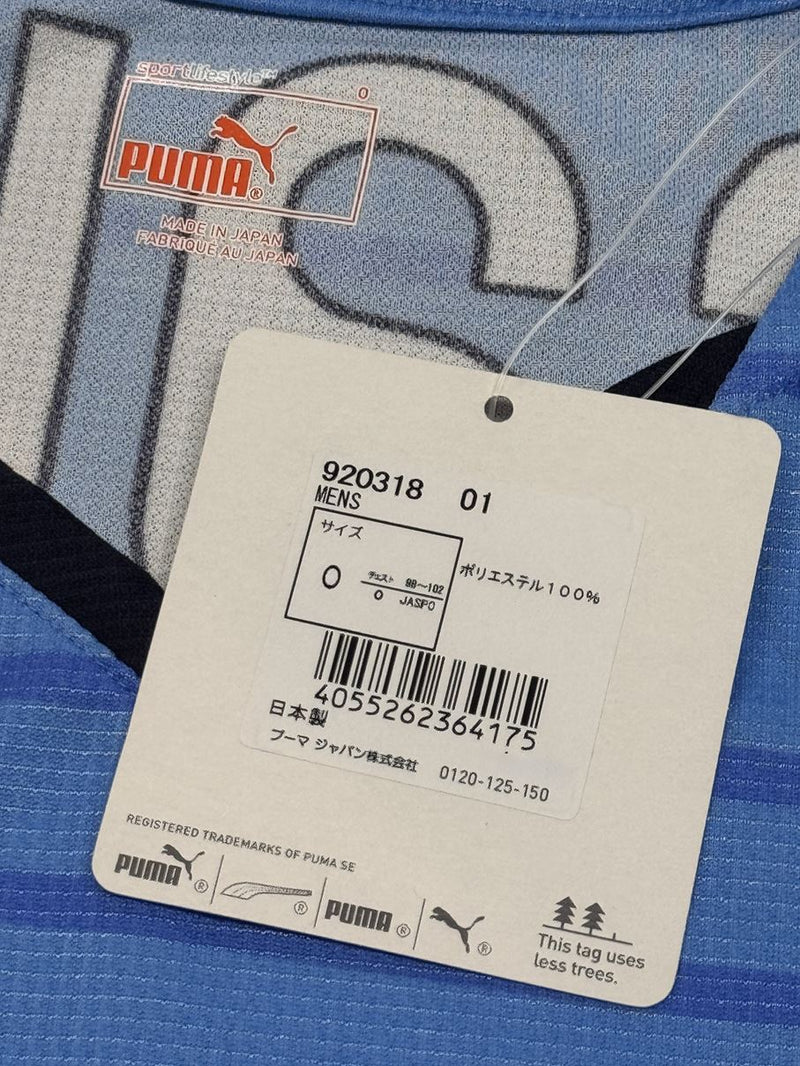 sportlifestyle™
O
PUMA®
MADE IN JAPAN
FABRIQUÉ AU JAPAN
920318 01
MENS
サイズ
O
チェスト 98〜102
O JASPO
ポリエステル100%
4055262364175
日本製
プーマ ジャパン株式会社 0120-125-150
REGISTERED TRADEMARKS OF PUMA SE
PUMA® ® PUMA® ®
This tag uses
less trees.